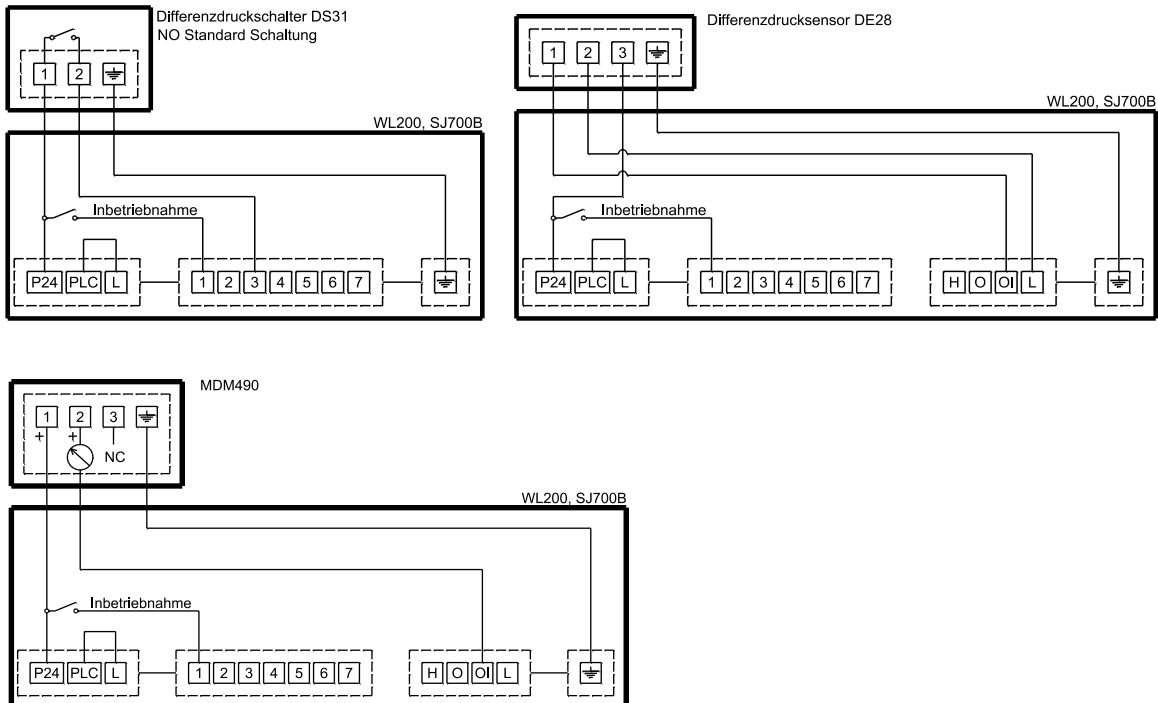 Differenzdruckschalter DS31
NO Standard Schaltung
1 2
WL200, SJ700B
Inbetriebnahme
P24 PLC L 1 2 3 4 5 6 7
Differenzdrucksensor DE28
1 2 3
WL200, SJ700B
Inbetriebnahme
P24 PLC L 1 2 3 4 5 6 7 H O OI L
MDM490
1 2 3
+ +
NC
WL200, SJ700B
Inbetriebnahme
P24 PLC L 1 2 3 4 5 6 7 H O OI L